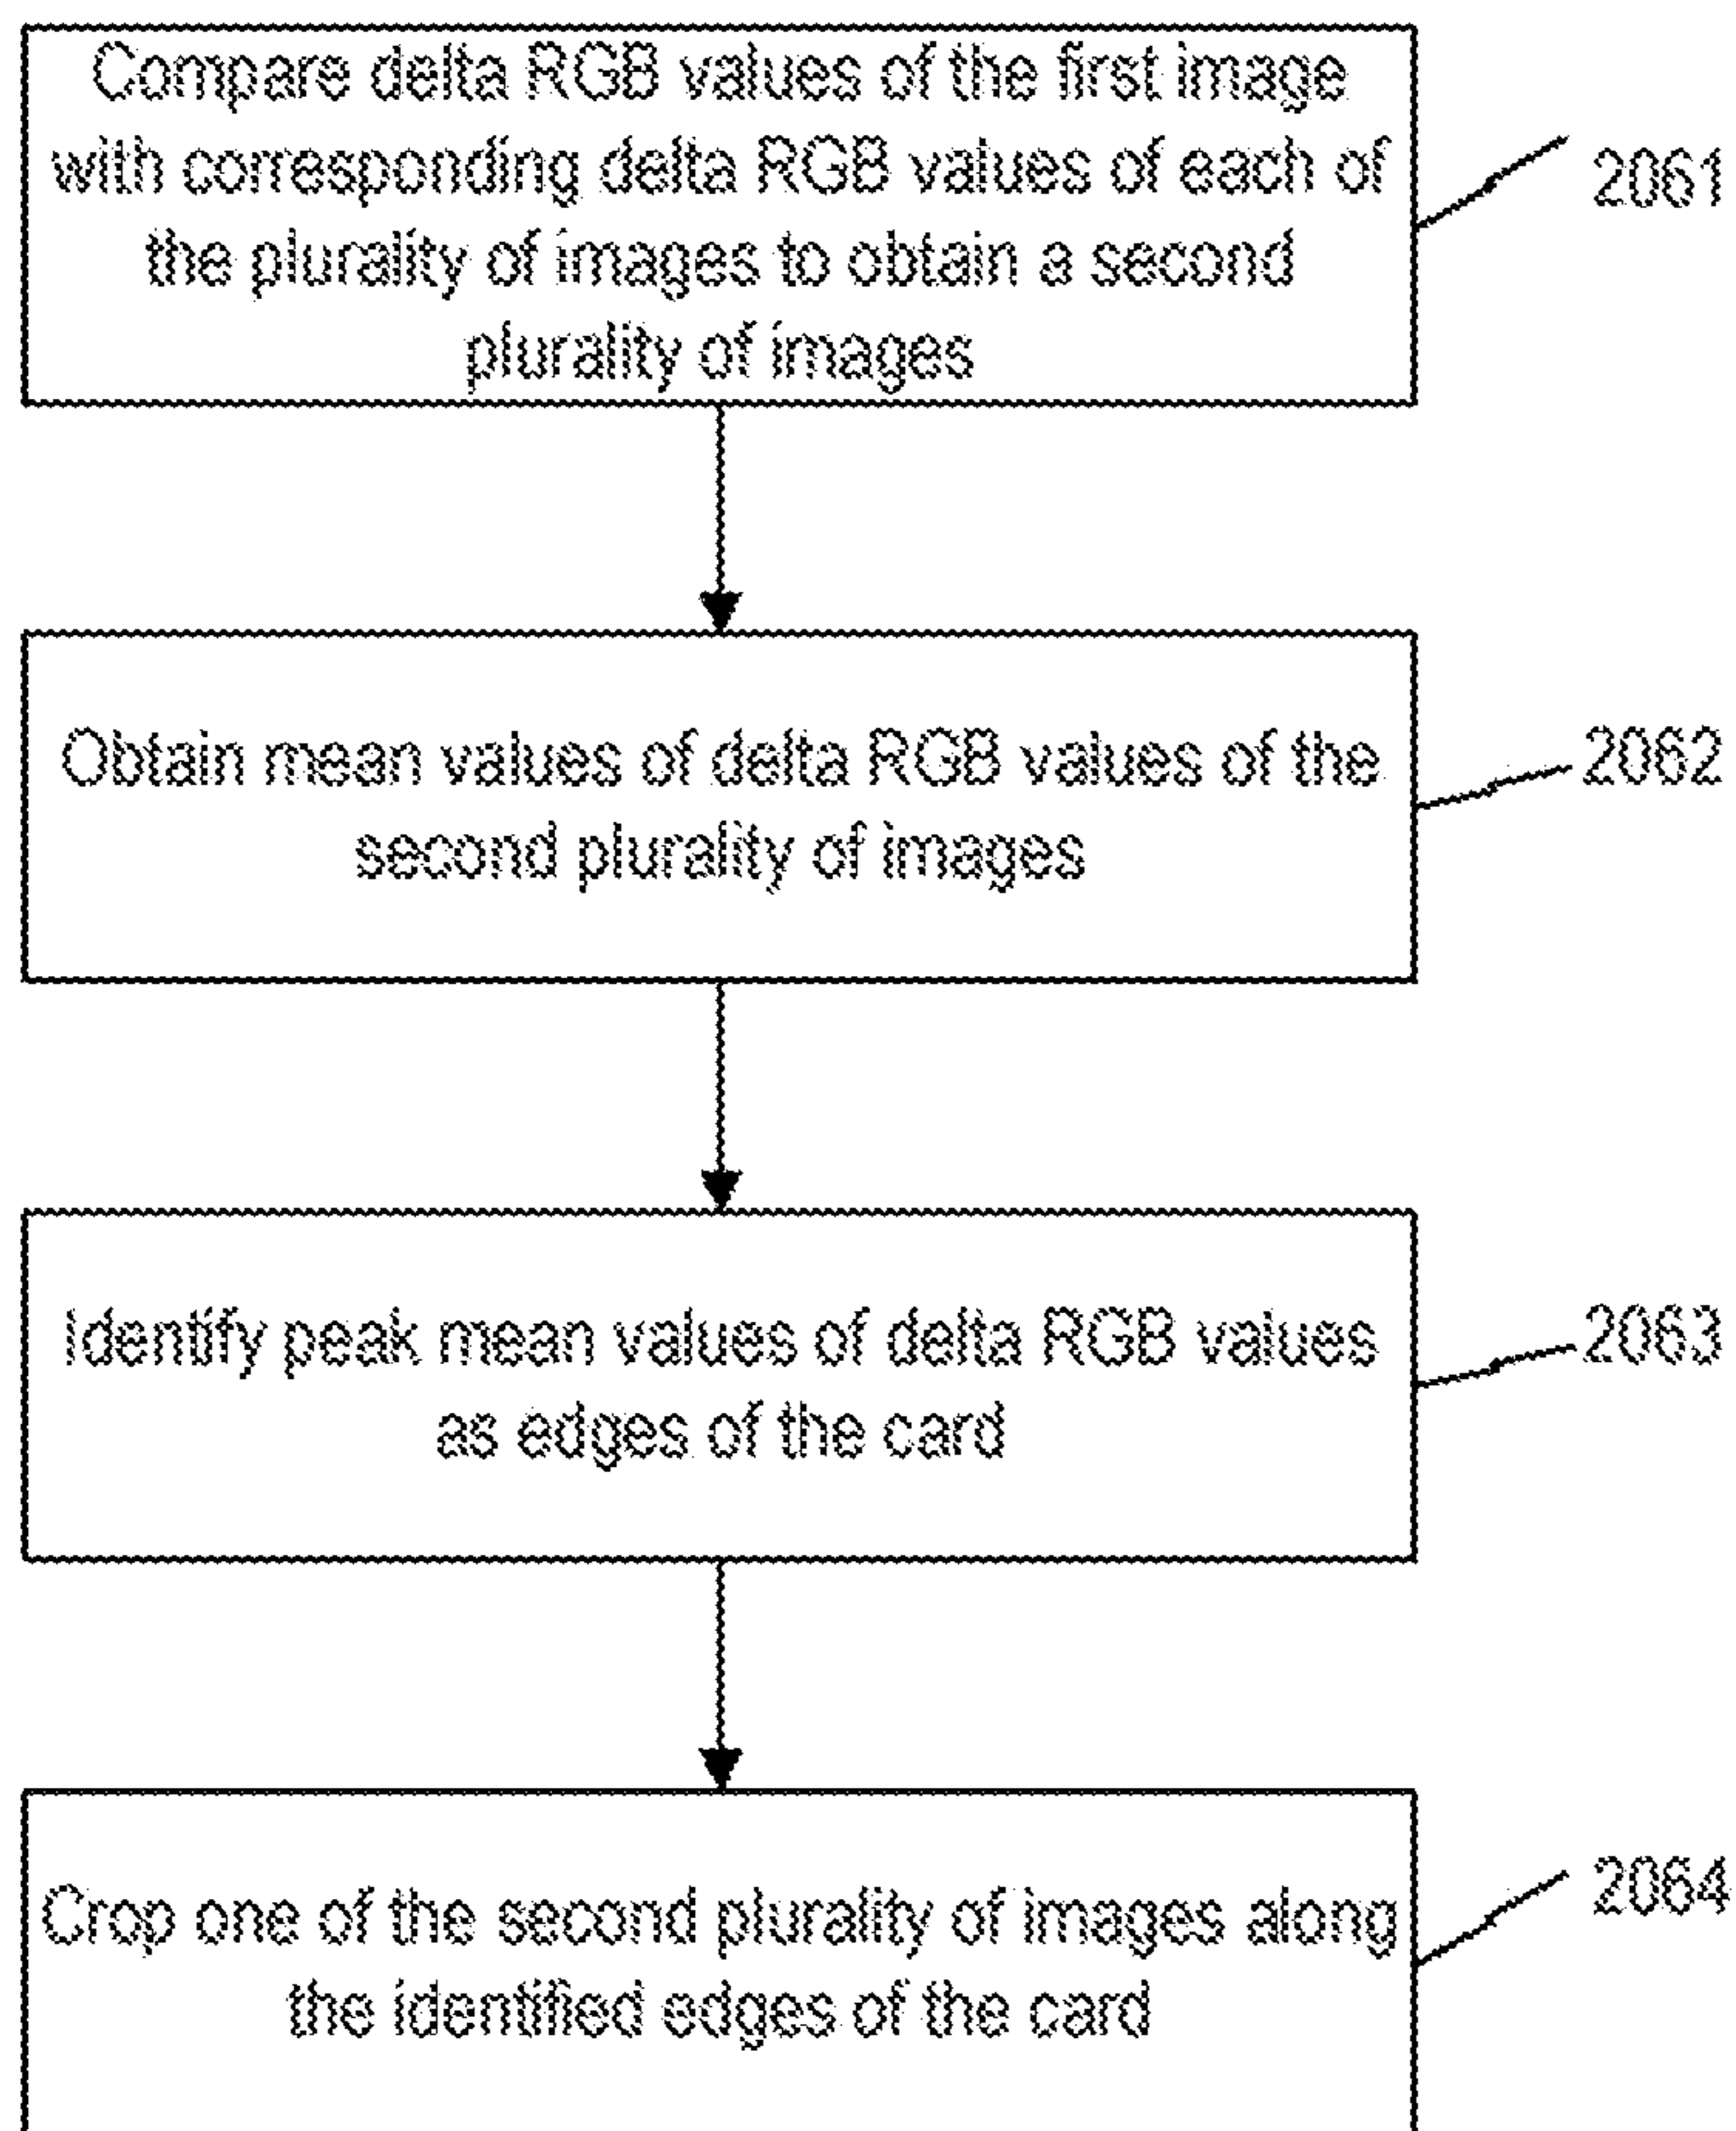 Compare delta RGB values of the first image
with corresponding delta RGB values of each of
the plurality of images to obtain a second
plurality of images
2061
Obtain mean values of delta RGB values of the
second plurality of images
2062
Identify peak mean values of delta RGB values
as edges of the card
2063
Crop one of the second plurality of images along
the identified edges of the card
2064